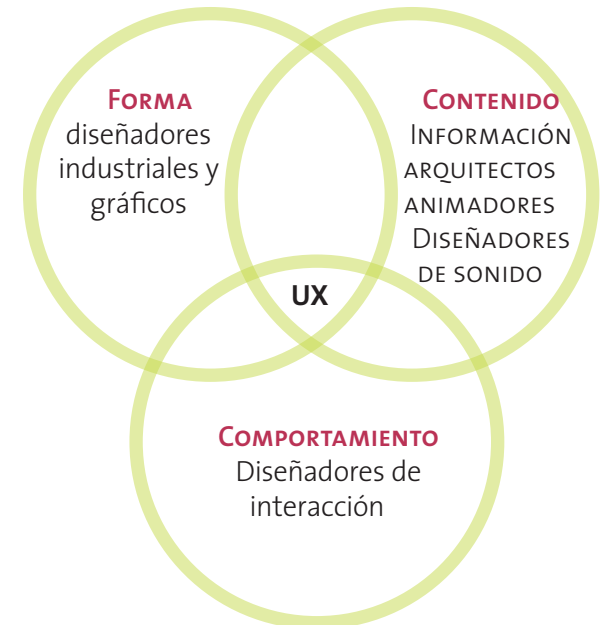 Forma
diseñadores
industriales y
gráficos
Contenido
Información
arquitectos
animadores
Diseñadores
de sonido
UX
Comportamiento
Diseñadores de
interacción